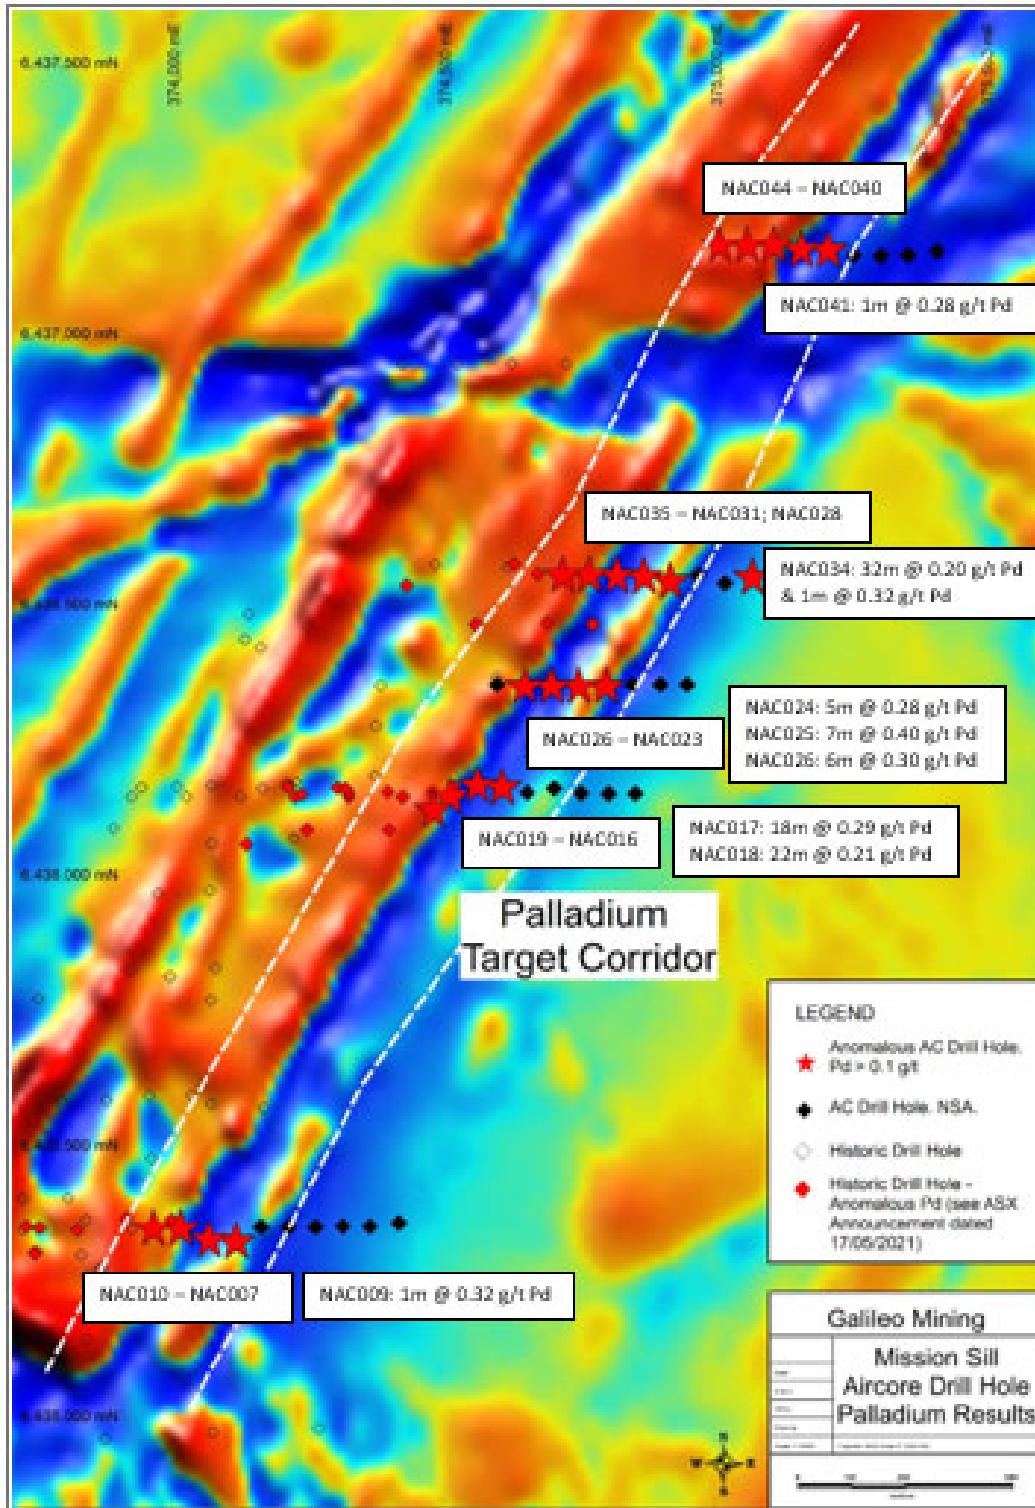 6,437,500 mN
374,000 mE
374,500 mE
375,000 mE
NAC044 – NAC040
NAC041: 1m @ 0.28 g/t Pd
6,437,000 mN
NAC035 – NAC031; NAC028
NAC034: 32m @ 0.20 g/t Pd
& 1m @ 0.32 g/t Pd
NAC026 – NAC023
NAC024: 5m @ 0.28 g/t Pd
NAC025: 7m @ 0.40 g/t Pd
NAC026: 6m @ 0.30 g/t Pd
NAC019 – NAC016
NAC017: 18m @ 0.29 g/t Pd
NAC018: 22m @ 0.21 g/t Pd
6,436,000 mN
Palladium
Target Corridor
LEGEND
Anomalous AC Drill Hole.
Pd > 0.1 g/t
AC Drill Hole. NSA.
Historic Drill Hole
Historic Drill Hole –
Anomalous Pd (see ASX
Announcement dated
17/05/2021)
NAC010 – NAC007
NAC009: 1m @ 0.32 g/t Pd
6,435,000 mN
Galileo Mining
Mission Sill
Aircore Drill Hole
Palladium Results
N
W
E
S